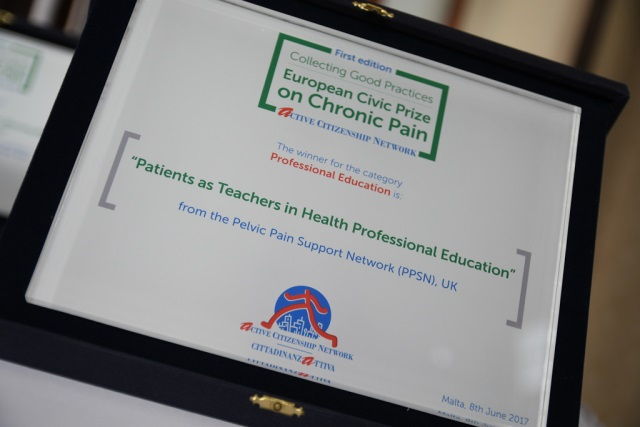 First edition
Collecting Good Practices
European Civic Prize
on Chronic Pain
ACTIVE CITIZENSHIP NETWORK
The winner for the category
Professional Education is:
"Patients as Teachers in Health Professional Education"
from the Pelvic Pain Support Network (PPSN), UK
ACTIVE CITIZENSHIP NETWORK
CITTADINANZATTIVA
Malta, 8th June 2017